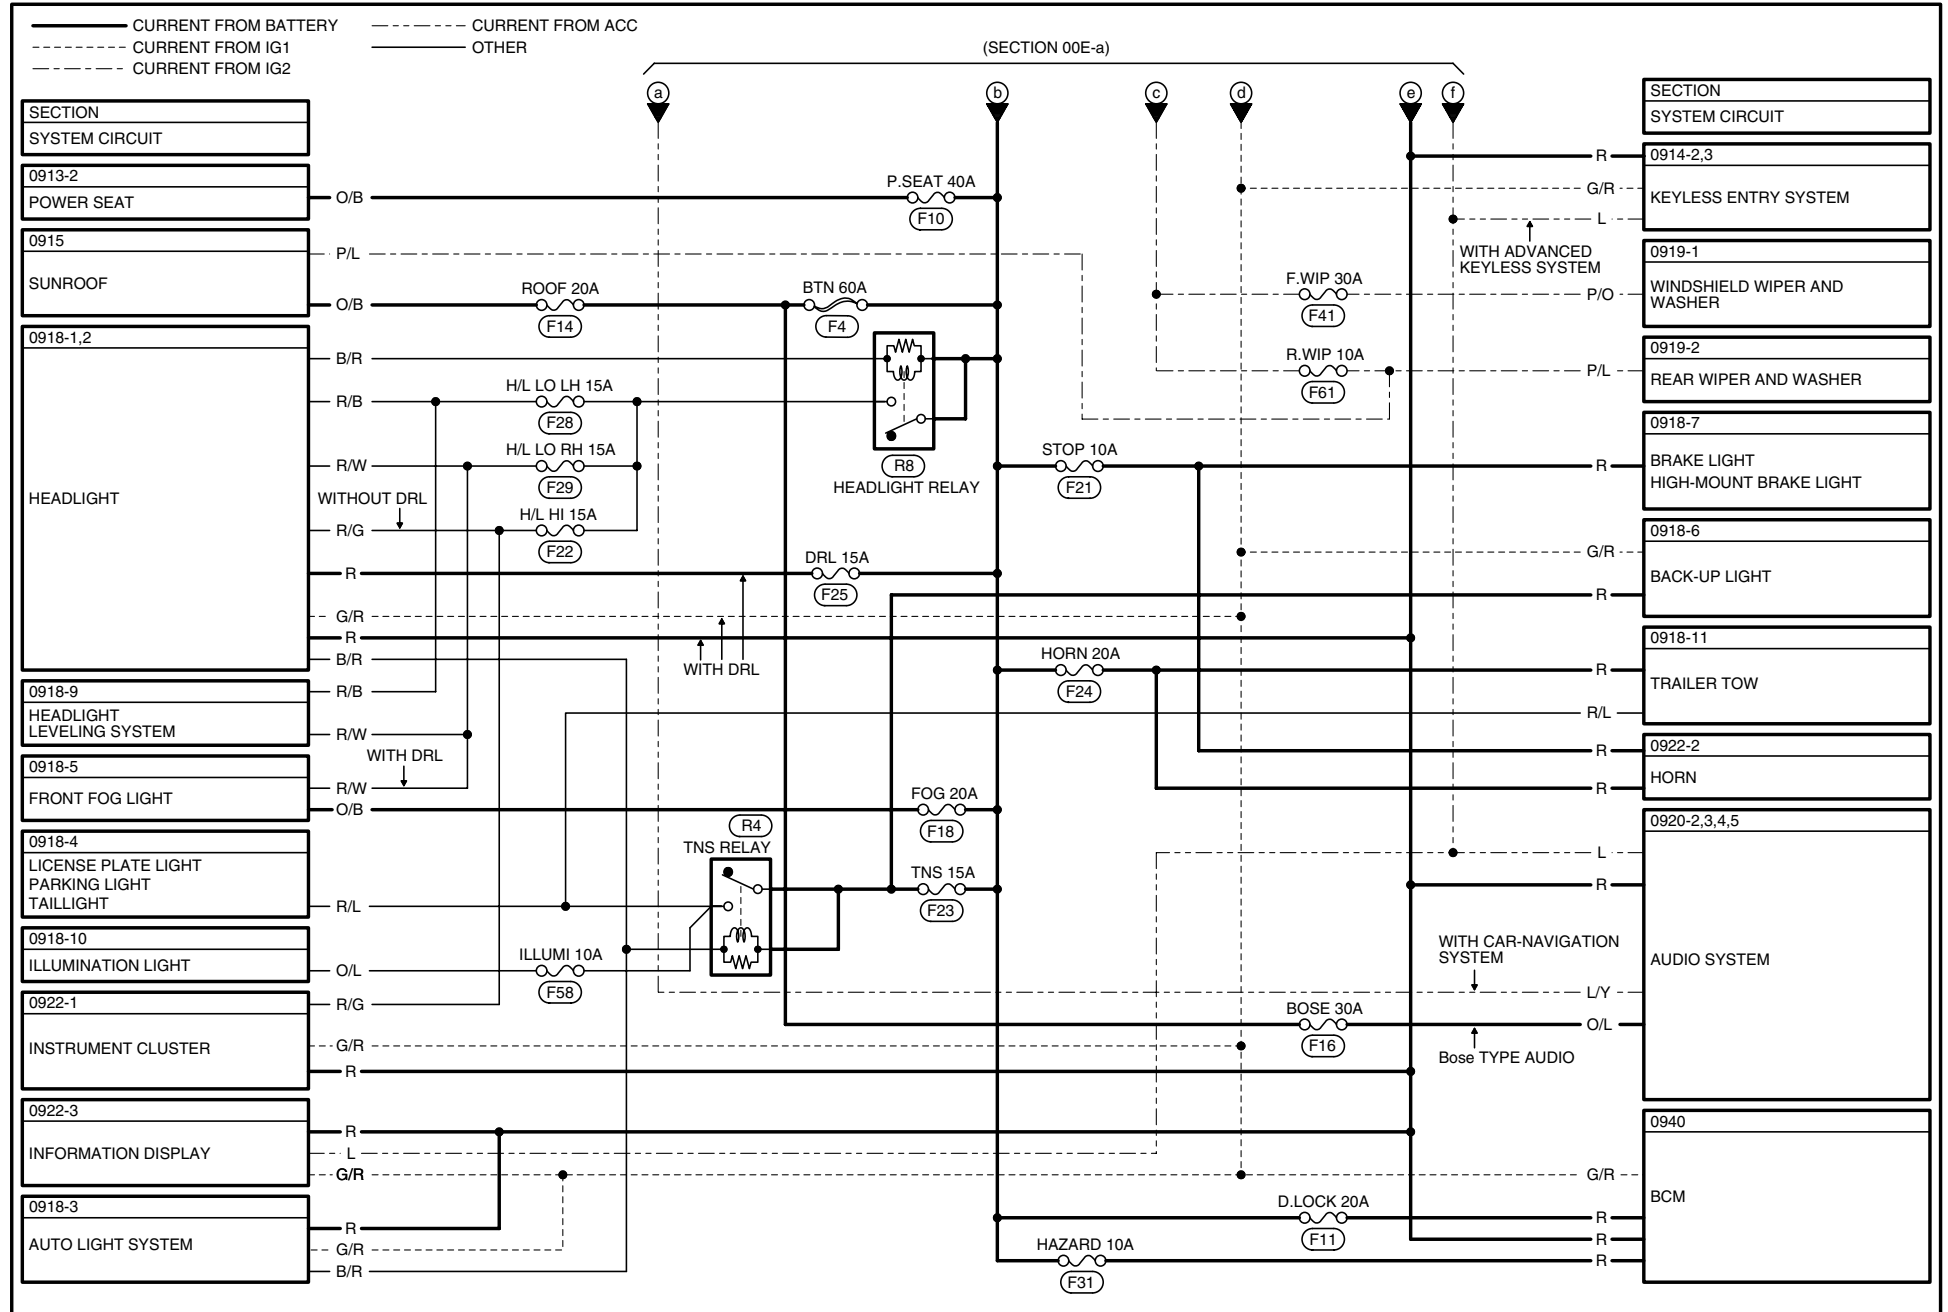 CURRENT FROM BATTERY
CURRENT FROM IG1
CURRENT FROM IG2
CURRENT FROM ACC
OTHER
(SECTION 00E-a)
a
b
c
d
e
f
SECTION
SYSTEM CIRCUIT
0913-2
POWER SEAT
O/B
P.SEAT 40A
F10
0915
SUNROOF
P/L
O/B
ROOF 20A
F14
BTN 60A
F4
0918-1,2
HEADLIGHT
B/R
R/B
H/L LO LH 15A
F28
R/W
H/L LO RH 15A
F29
WITHOUT DRL
R/G
H/L HI 15A
F22
R
DRL 15A
F25
G/R
R
B/R
WITH DRL
R8
HEADLIGHT RELAY
0918-9
HEADLIGHT
LEVELING SYSTEM
R/B
R/W
WITH DRL
0918-5
FRONT FOG LIGHT
R/W
O/B
FOG 20A
F18
0918-4
LICENSE PLATE LIGHT
PARKING LIGHT
TAILLIGHT
R/L
R4
TNS RELAY
TNS 15A
F23
0918-10
ILLUMINATION LIGHT
O/L
ILLUMI 10A
F58
0922-1
INSTRUMENT CLUSTER
R/G
G/R
R
0922-3
INFORMATION DISPLAY
R
L
G/R
0918-3
AUTO LIGHT SYSTEM
R
G/R
B/R
SECTION
SYSTEM CIRCUIT
R
G/R
L
0914-2,3
KEYLESS ENTRY SYSTEM
WITH ADVANCED
KEYLESS SYSTEM
F.WIP 30A
F41
P/O
0919-1
WINDSHIELD WIPER AND
WASHER
R.WIP 10A
F61
P/L
0919-2
REAR WIPER AND WASHER
STOP 10A
F21
R
0918-7
BRAKE LIGHT
HIGH-MOUNT BRAKE LIGHT
G/R
R
0918-6
BACK-UP LIGHT
HORN 20A
F24
R
R/L
0918-11
TRAILER TOW
R
R
0922-2
HORN
L
R
0920-2,3,4,5
AUDIO SYSTEM
WITH CAR-NAVIGATION
SYSTEM
L/Y
BOSE 30A
F16
O/L
Bose TYPE AUDIO
0940
BCM
G/R
D.LOCK 20A
F11
R
R
HAZARD 10A
F31
R